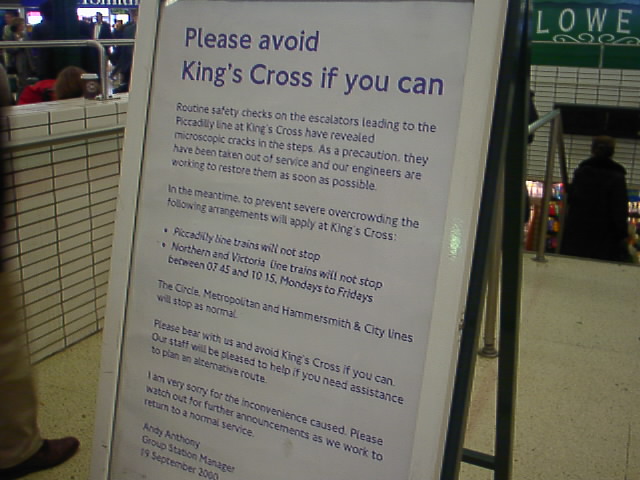 LOWE
Please avoid
King's Cross if you can
Routine safety checks on the escalators leading to the
Piccadilly line at King's Cross have revealed
microscopic cracks in the steps. As a precaution, they
have been taken out of service and our engineers are
working to restore them as soon as possible.
In the meantime, to prevent severe overcrowding the
following arrangements will apply at King's Cross:
• Piccadilly line trains will not stop
• Northern and Victoria line trains will not stop
between 07 45 and 10 15, Mondays to Fridays
The Circle, Metropolitan and Hammersmith & City lines
will stop as normal.
Please bear with us and avoid King's Cross if you can.
Our staff will be pleased to help if you need assistance
to plan an alternative route.
I am very sorry for the inconvenience caused. Please
watch out for further announcements as we work to
return to a normal service.
Andy Anthony
Group Station Manager
19 September 2000